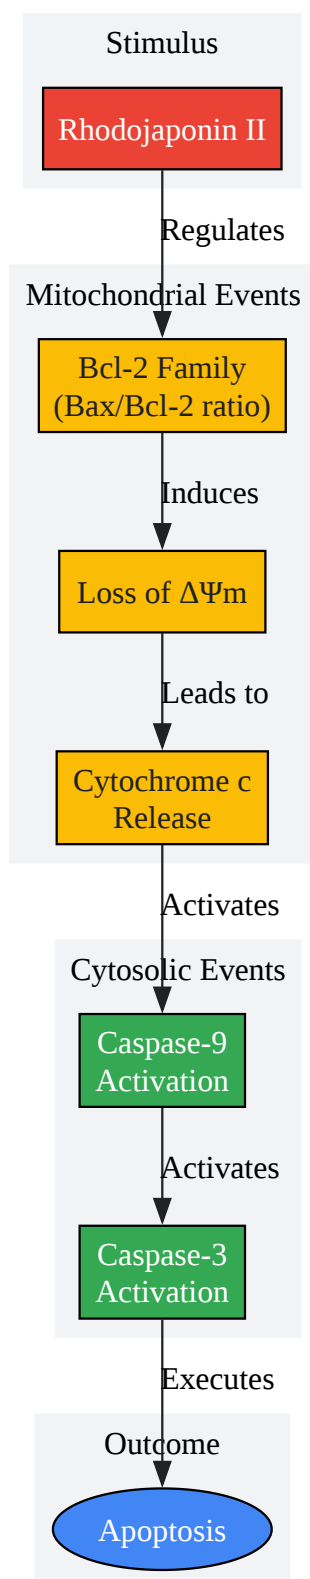 Stimulus
Rhodojaponin II
Regulates
Mitochondrial Events
Bcl-2 Family
(Bax/Bcl-2 ratio)
Induces
Loss of ΔΨm
Leads to
Cytochrome c
Release
Activates
Cytosolic Events
Caspase-9
Activation
Activates
Caspase-3
Activation
Executes
Outcome
Apoptosis